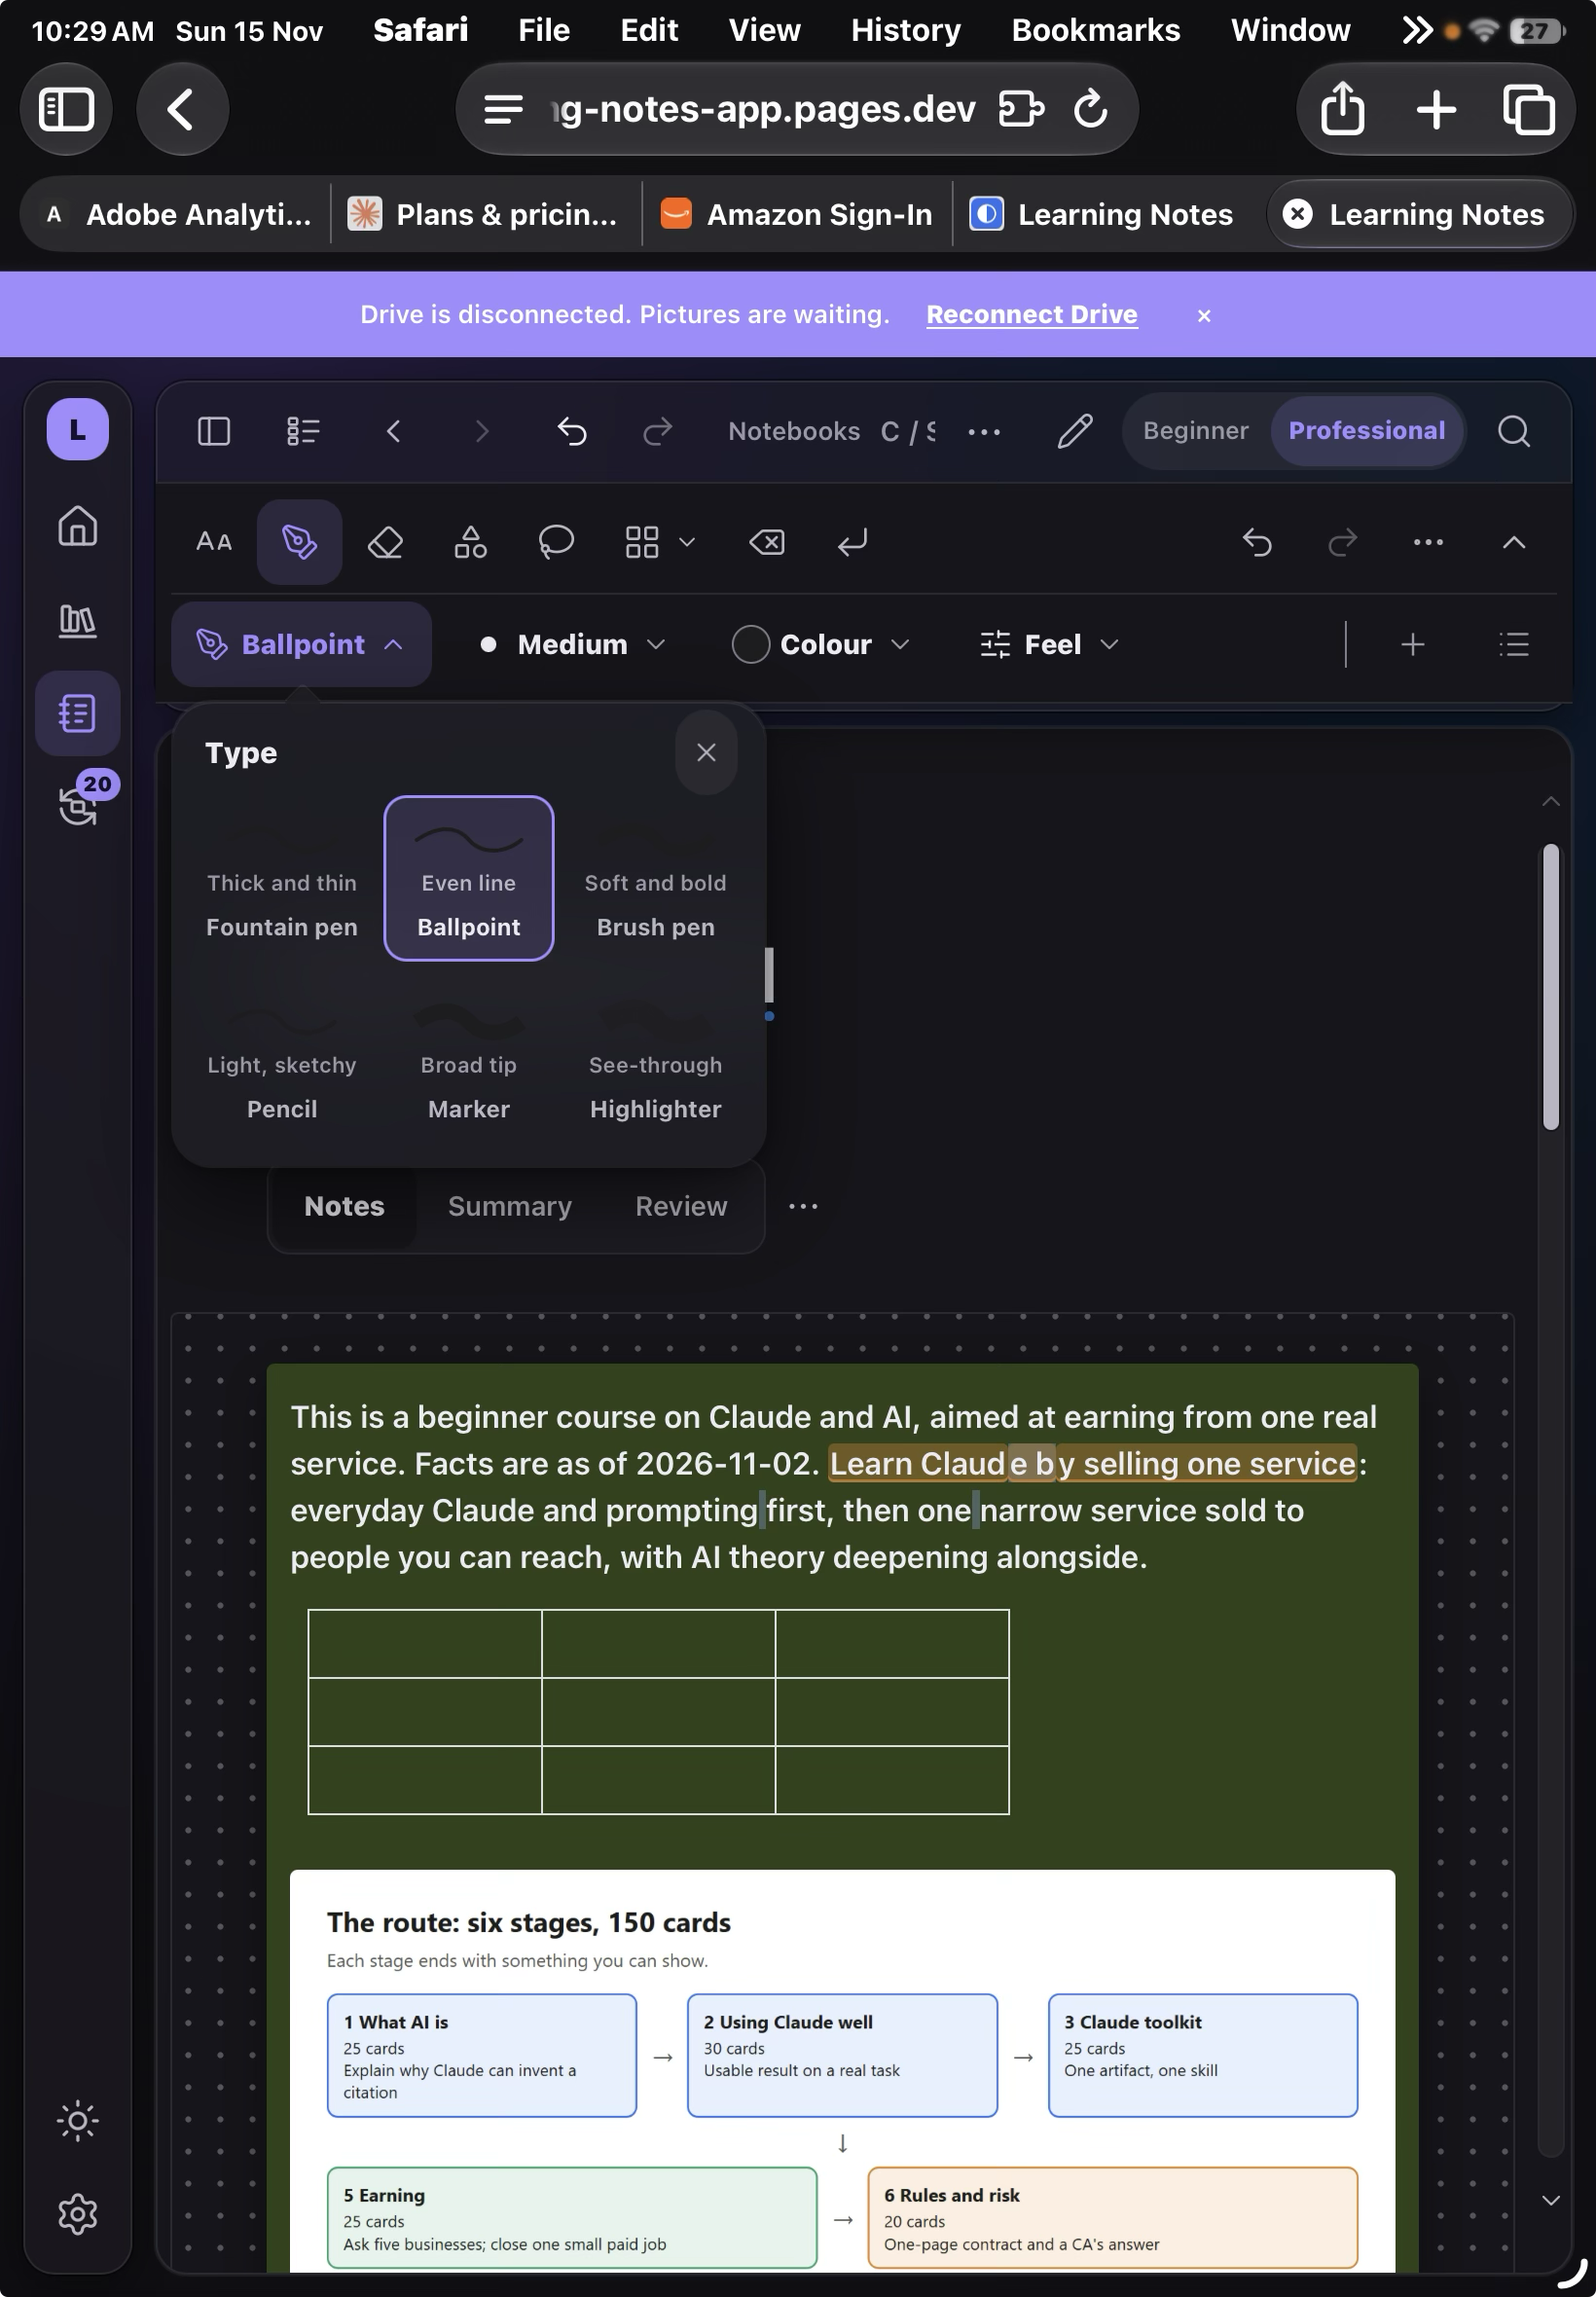 10:29 AM Sun 15 Nov Safari File Edit View History Bookmarks Window 27
g-notes-app.pages.dev
A Adobe Analyti... Plans & pricin... Amazon Sign-In Learning Notes Learning Notes
Drive is disconnected. Pictures are waiting. Reconnect Drive ×
L
Notebooks C / Beginner Professional
AA
Ballpoint Medium Colour Feel
Type
20
Thick and thin Even line Soft and bold
Fountain pen Ballpoint Brush pen
Light, sketchy Broad tip See-through
Pencil Marker Highlighter
Notes Summary Review
This is a beginner course on Claude and AI, aimed at earning from one real
service. Facts are as of 2026-11-02. Learn Claude by selling one service:
everyday Claude and prompting first, then one narrow service sold to
people you can reach, with AI theory deepening alongside.
The route: six stages, 150 cards
Each stage ends with something you can show.
1 What AI is
25 cards
Explain why Claude can invent a
citation
→
2 Using Claude well
30 cards
Usable result on a real task
→
3 Claude toolkit
25 cards
One artifact, one skill
↓
5 Earning
25 cards
Ask five businesses; close one small paid job
→
6 Rules and risk
20 cards
One-page contract and a CA's answer